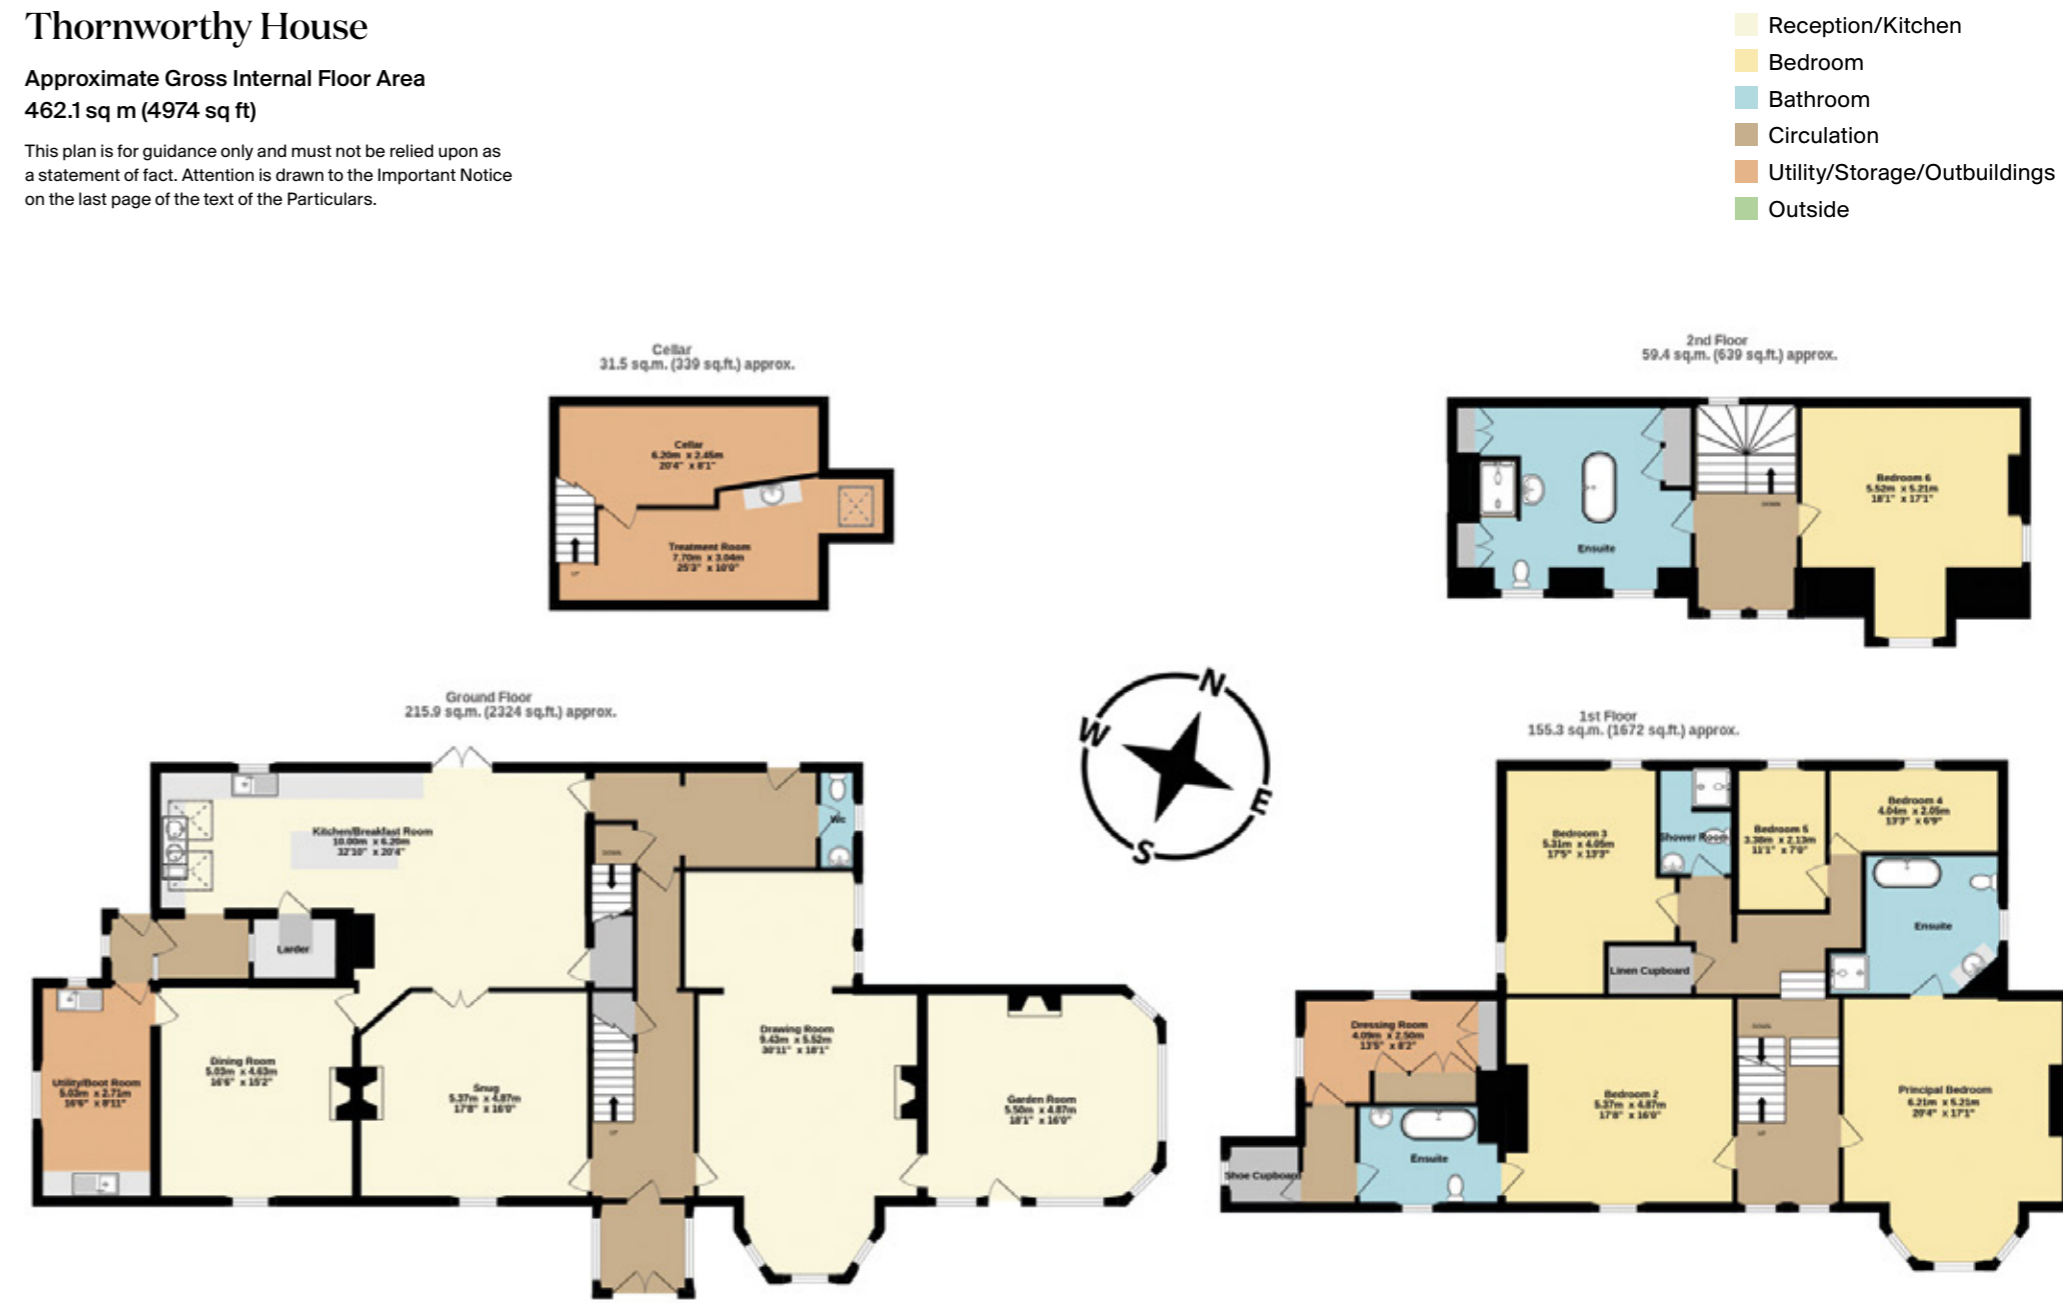 Thornworthy House
Approximate Gross Internal Floor Area
462.1 sq m (4974 sq ft)
This plan is for guidance only and must not be relied upon as
a statement of fact. Attention is drawn to the Important Notice
on the last page of the text of the Particulars.
Reception/Kitchen
Bedroom
Bathroom
Circulation
Utility/Storage/Outbuildings
Outside
Cellar
31.5 sq.m. (339 sq.ft.) approx.
Cellar
6.20m x 2.45m
20'4" x 8'1"
Treatment Room
7.70m x 3.04m
25'3" x 10'0"
UP
2nd Floor
59.4 sq.m. (639 sq.ft.) approx.
Ensuite
DOWN
Bedroom 6
5.52m x 5.21m
18'1" x 17'1"
Ground Floor
215.9 sq.m. (2324 sq.ft.) approx.
Kitchen/Breakfast Room
10.00m x 6.20m
32'10" x 20'4"
DOWN
Wc
Larder
Utility/Boot Room
5.03m x 2.71m
16'6" x 8'11"
Dining Room
5.03m x 4.63m
16'6" x 15'2"
Snug
5.37m x 4.87m
17'8" x 16'0"
UP
Drawing Room
9.43m x 5.52m
30'11" x 18'1"
Garden Room
5.50m x 4.87m
18'1" x 16'0"
N
W
E
S
1st Floor
155.3 sq.m. (1672 sq.ft.) approx.
Bedroom 3
5.31m x 4.05m
17'5" x 13'3"
Shower Room
Bedroom 5
3.38m x 2.13m
11'1" x 7'0"
Bedroom 4
4.04m x 2.05m
13'3" x 6'9"
Ensuite
Linen Cupboard
Dressing Room
4.09m x 2.50m
13'5" x 8'2"
DOWN
UP
Bedroom 2
5.37m x 4.87m
17'8" x 16'0"
Principal Bedroom
6.21m x 5.21m
20'4" x 17'1"
Ensuite
Shoe Cupboard